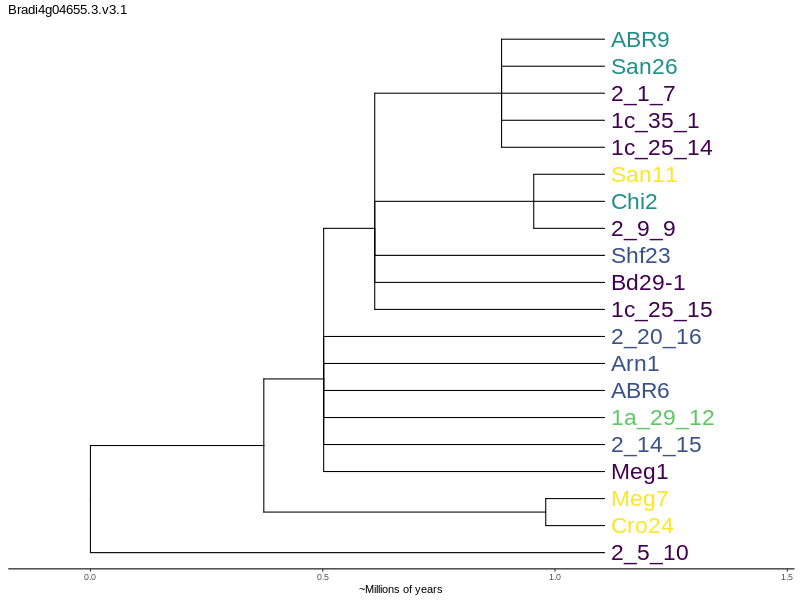 Bradi4g04655.3.v3.1
ABR9
San26
2_1_7
1c_35_1
1c_25_14
San11
Chi2
2_9_9
Shf23
Bd29-1
1c_25_15
2_20_16
Arn1
ABR6
1a_29_12
2_14_15
Meg1
Meg7
Cro24
2_5_10
0.0 0.5 1.0 1.5
~Millions of years